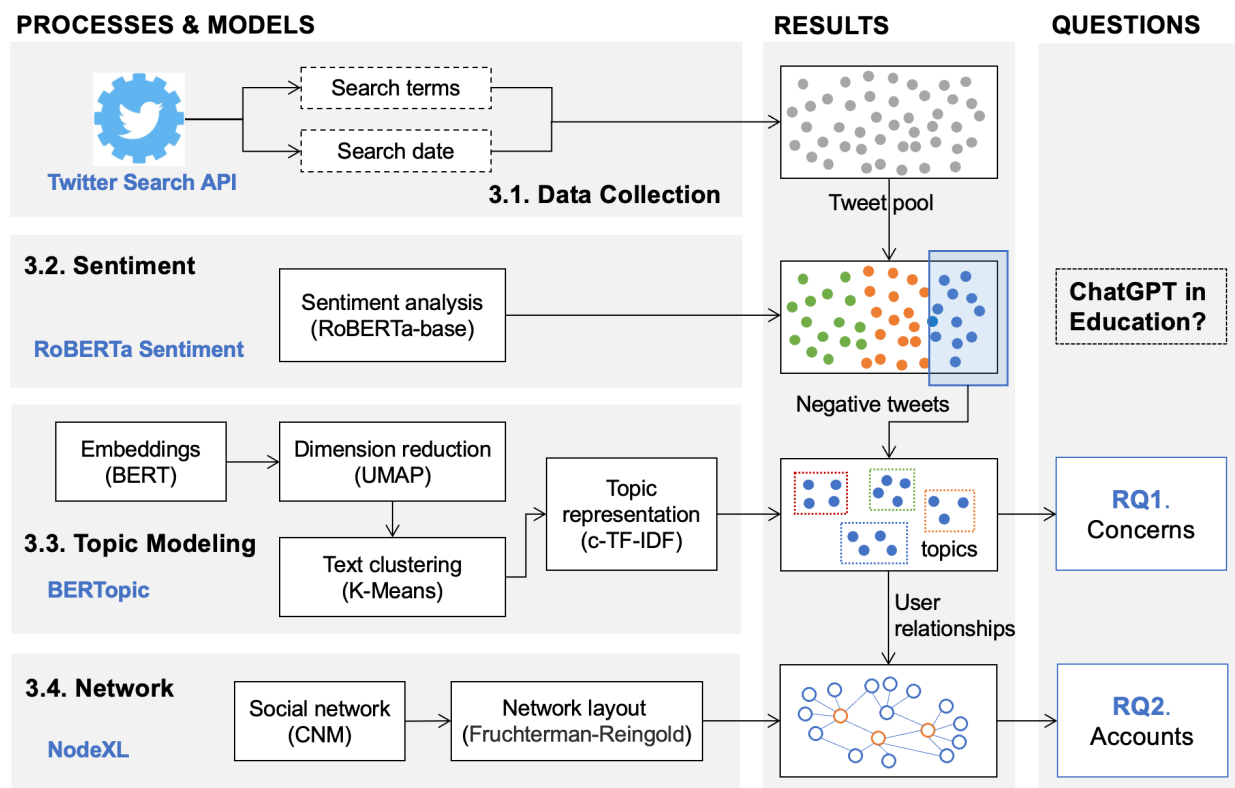 PROCESSES & MODELS
RESULTS
QUESTIONS
Search terms
Search date
Twitter Search API
3.1. Data Collection
Tweet pool
3.2. Sentiment
Sentiment analysis
(RoBERTa-base)
RoBERTa Sentiment
ChatGPT in
Education?
Negative tweets
Embeddings
(BERT)
Dimension reduction
(UMAP)
Topic
representation
(c-TF-IDF)
3.3. Topic Modeling
BERTopic
Text clustering
(K-Means)
topics
RQ1.
Concerns
User
relationships
3.4. Network
NodeXL
Social network
(CNM)
Network layout
(Fruchterman-Reingold)
RQ2.
Accounts